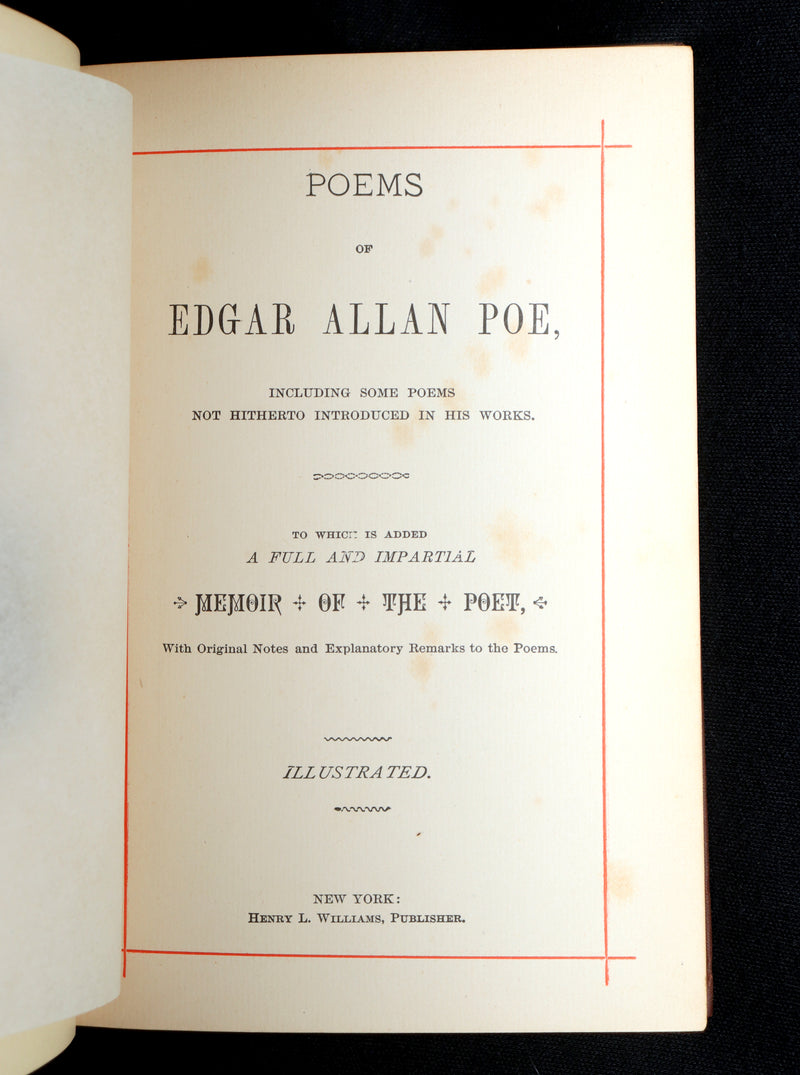 POEMS
OF
EDGAR ALLAN POE,
INCLUDING SOME POEMS
NOT HITHERTO INTRODUCED IN HIS WORKS.
TO WHICH IS ADDED
A FULL AND IMPARTIAL
MEMOIR + OF + THE + POET,
With Original Notes and Explanatory Remarks to the Poems.
ILLUSTRATED.
NEW YORK:
HENRY L. WILLIAMS, PUBLISHER.